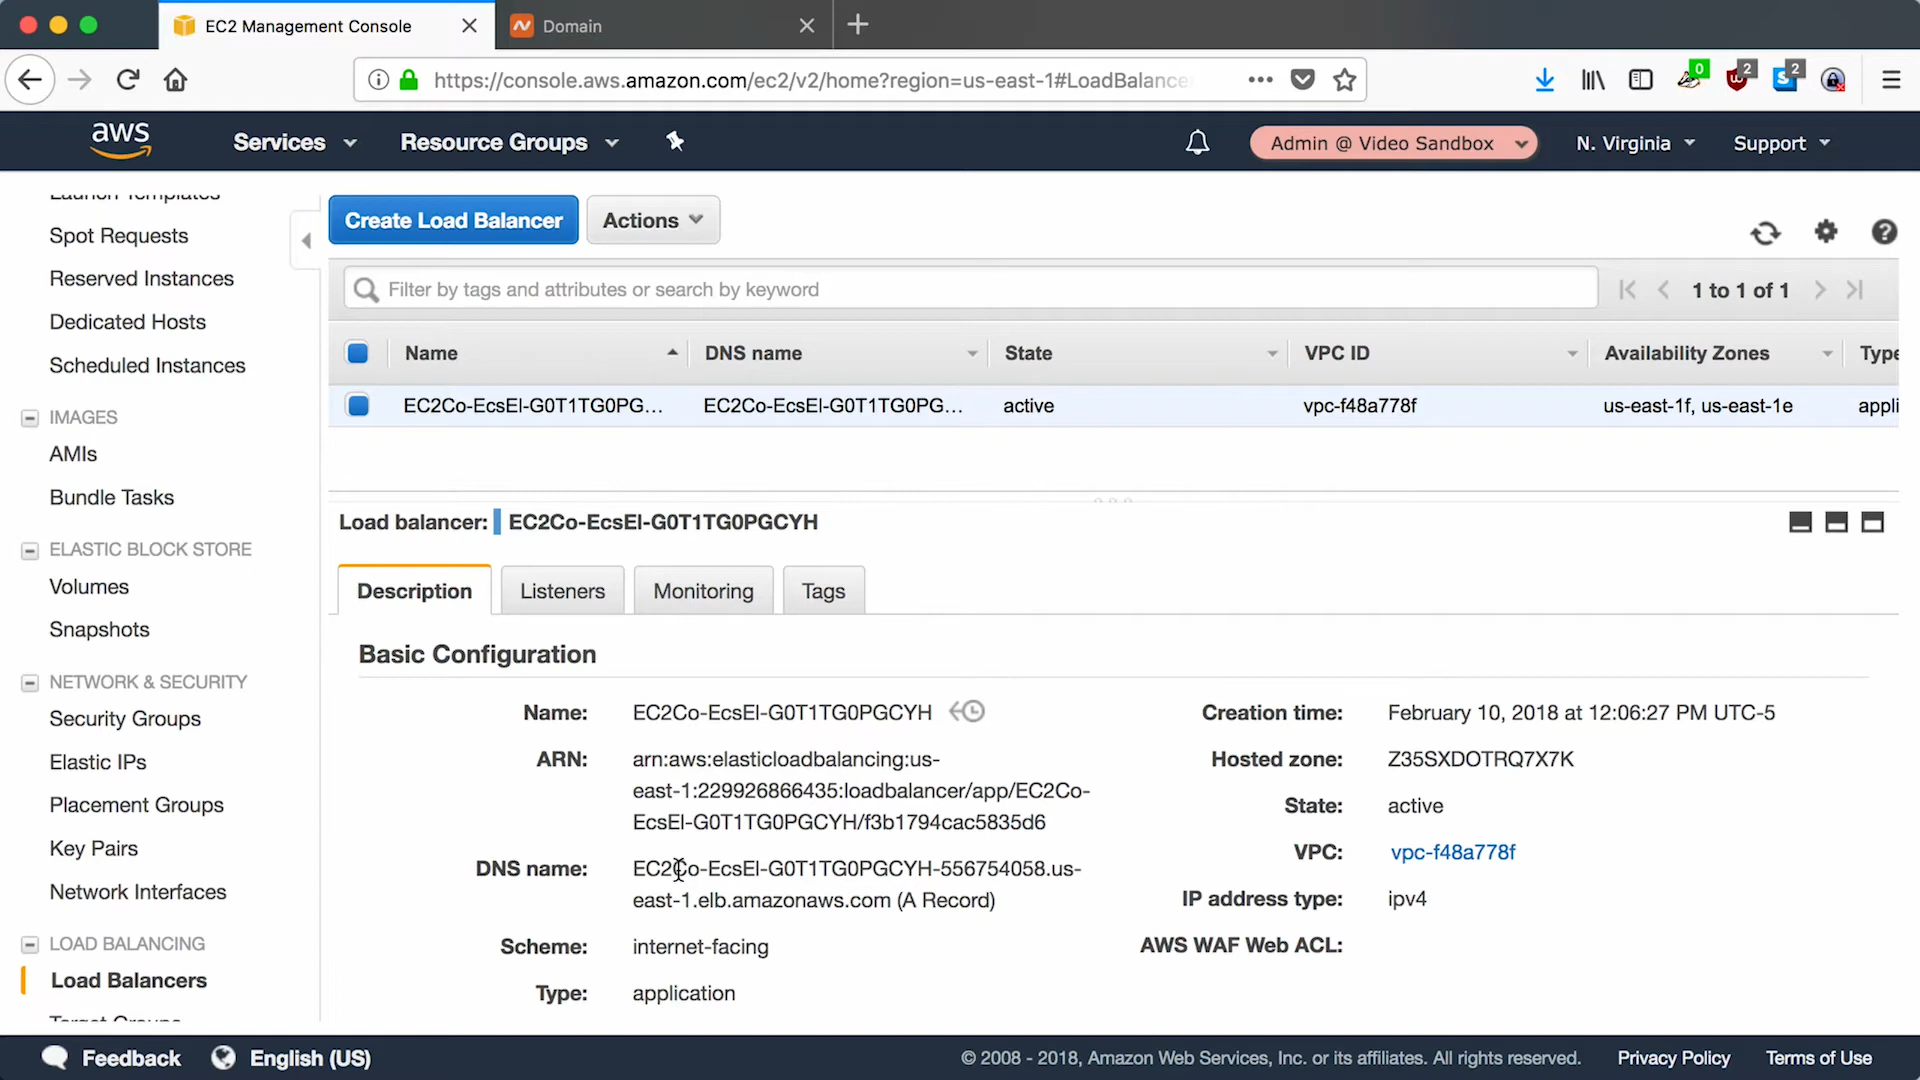 EC2 Management Console
Domain
https://console.aws.amazon.com/ec2/v2/home?region=us-east-1#LoadBalance
0
2
2
aws
Services
Resource Groups
Admin @ Video Sandbox
N. Virginia
Support
Launch Templates
Spot Requests
Reserved Instances
Dedicated Hosts
Scheduled Instances
IMAGES
AMIs
Bundle Tasks
ELASTIC BLOCK STORE
Volumes
Snapshots
NETWORK & SECURITY
Security Groups
Elastic IPs
Placement Groups
Key Pairs
Network Interfaces
LOAD BALANCING
Load Balancers
Target Groups
Create Load Balancer
Actions
Filter by tags and attributes or search by keyword
1 to 1 of 1
Name DNS name State VPC ID Availability Zones Type
EC2Co-EcsEl-G0T1TG0PG... EC2Co-EcsEl-G0T1TG0PG... active vpc-f48a778f us-east-1f, us-east-1e appli
Load balancer: EC2Co-EcsEl-G0T1TG0PGCYH
Description
Listeners
Monitoring
Tags
Basic Configuration
Name: EC2Co-EcsEl-G0T1TG0PGCYH
ARN: arn:aws:elasticloadbalancing:us-
east-1:229926866435:loadbalancer/app/EC2Co-
EcsEl-G0T1TG0PGCYH/f3b1794cac5835d6
DNS name: EC2Co-EcsEl-G0T1TG0PGCYH-556754058.us-
east-1.elb.amazonaws.com (A Record)
Scheme: internet-facing
Type: application
Creation time: February 10, 2018 at 12:06:27 PM UTC-5
Hosted zone: Z35SXDOTRQ7X7K
State: active
VPC: vpc-f48a778f
IP address type: ipv4
AWS WAF Web ACL:
Feedback
English (US)
© 2008 - 2018, Amazon Web Services, Inc. or its affiliates. All rights reserved.
Privacy Policy
Terms of Use